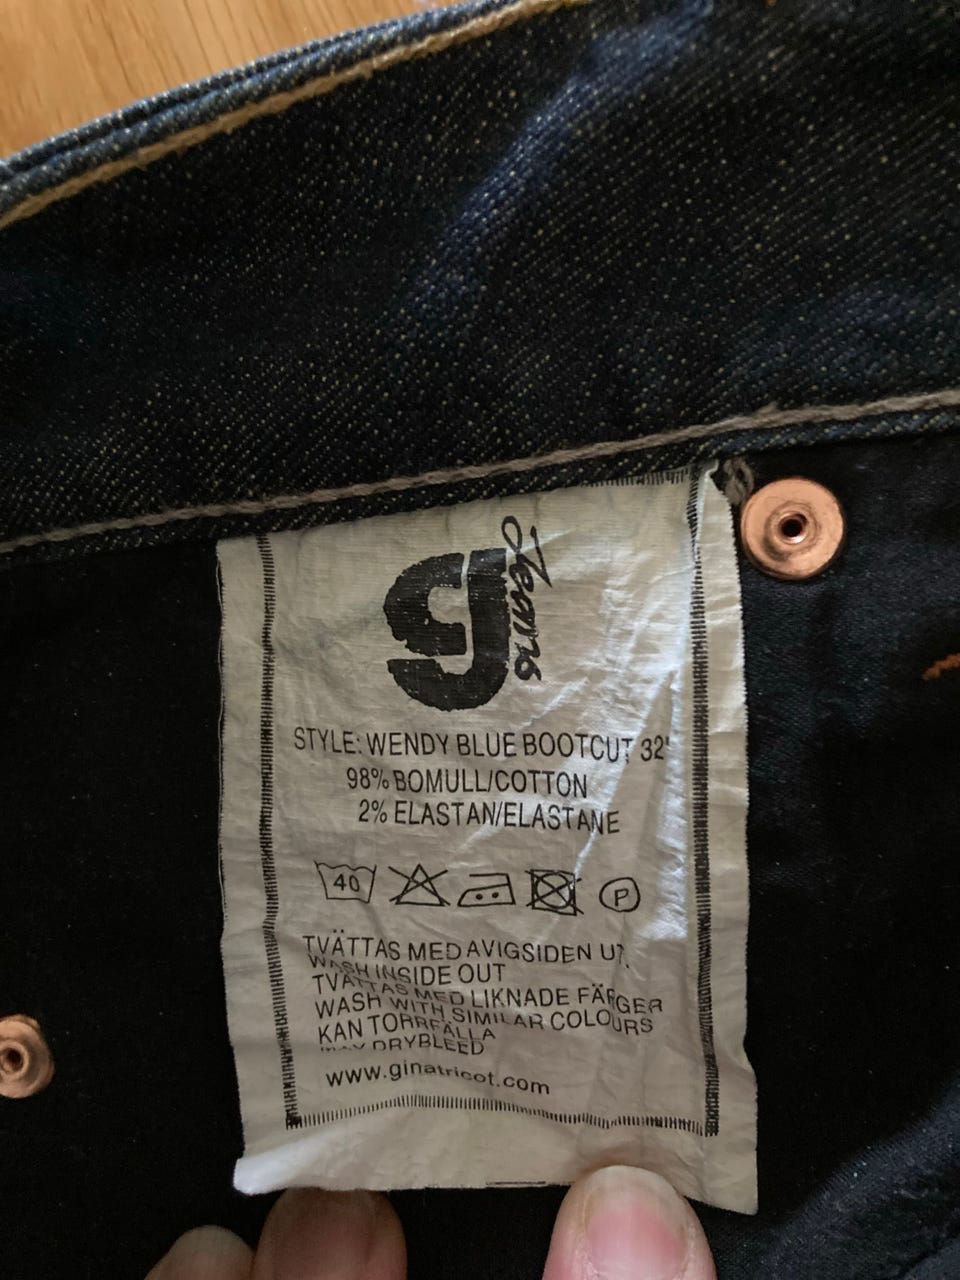 g Jeans
STYLE: WENDY BLUE BOOTCUT 32"
98% BOMULL/COTTON
2% ELASTAN/ELASTANE
40 P
TVÄTTAS MED AVIGSIDEN UT.
WASH INSIDE OUT
TVÄTTAS MED LIKNADE FÄRGER
WASH WITH SIMILAR COLOURS
KAN TORRFÄLLA
MAY DRYBLEED
www.ginatricot.com